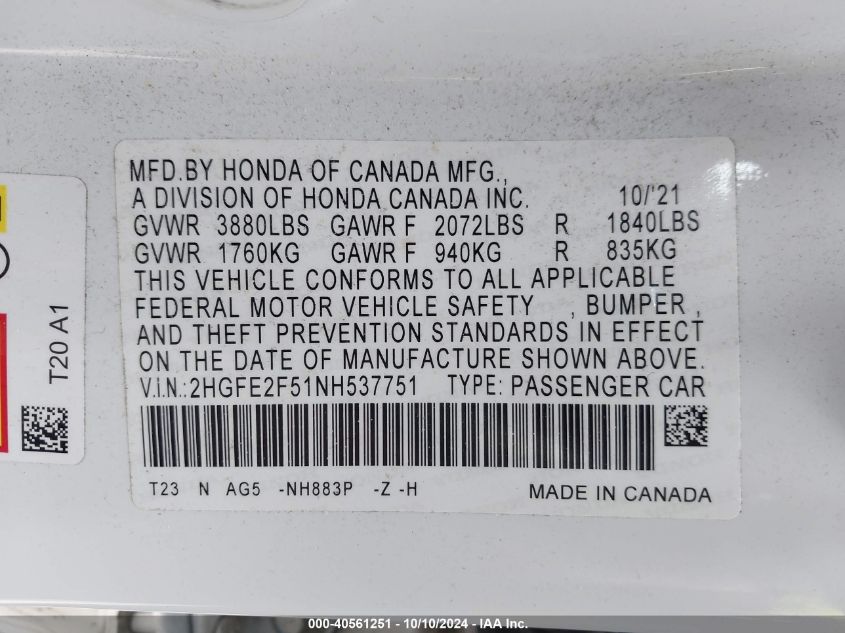 MFD.BY HONDA OF CANADA MFG.,
A DIVISION OF HONDA CANADA INC. 10/'21
GVWR 3880LBS GAWR F 2072LBS R 1840LBS
GVWR 1760KG GAWR F 940KG R 835KG
THIS VEHICLE CONFORMS TO ALL APPLICABLE
FEDERAL MOTOR VEHICLE SAFETY , BUMPER ,
AND THEFT PREVENTION STANDARDS IN EFFECT
ON THE DATE OF MANUFACTURE SHOWN ABOVE.
V.i.N.:2HGFE2F51NH537751 TYPE: PASSENGER CAR
T23 N AG5 -NH883P -Z -H MADE IN CANADA
T20 A1
000-40561251 - 10/10/2024 - IAA Inc.